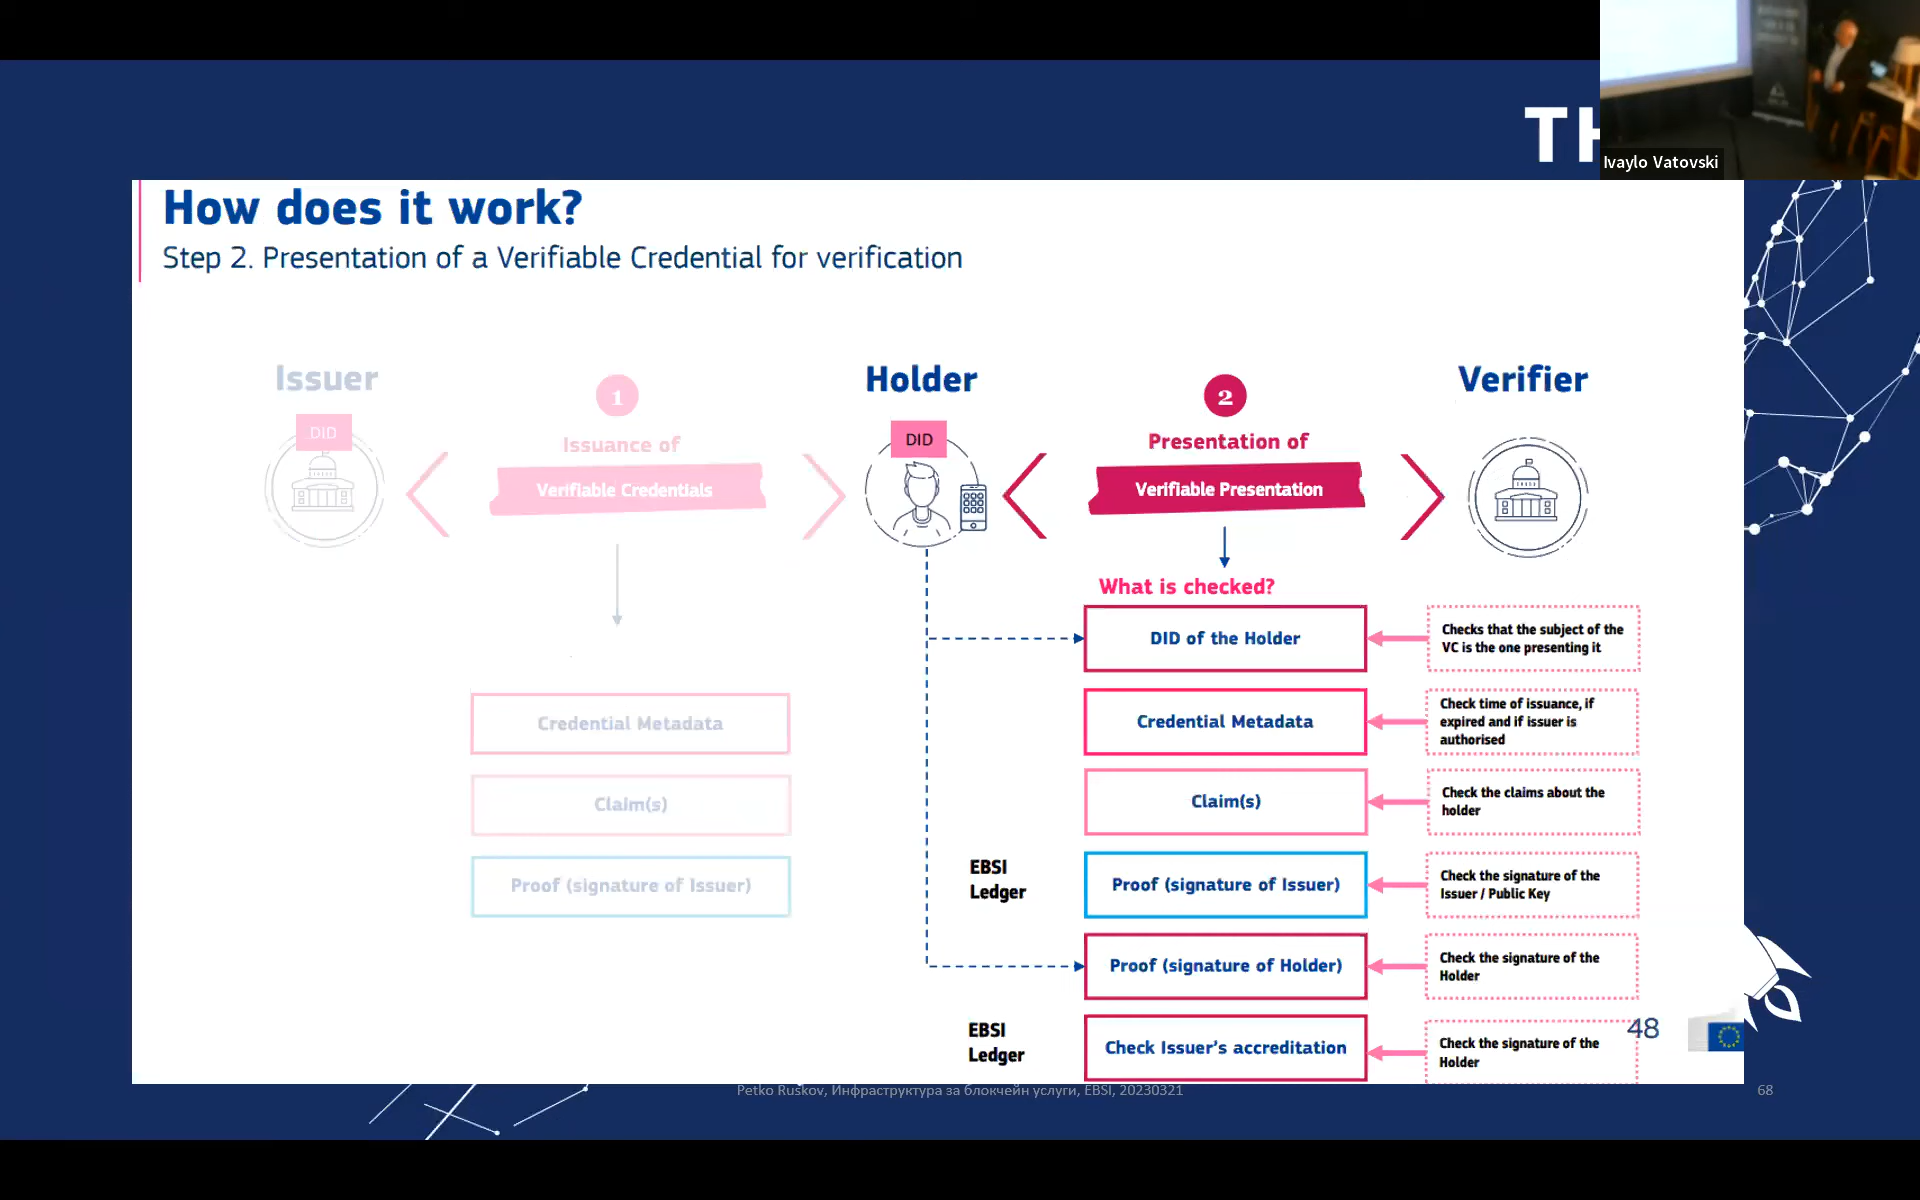 TH
Ivaylo Vatovski
How does it work?
Step 2. Presentation of a Verifiable Credential for verification
Issuer
DID
1
Issuance of
Verifiable Credentials
Credential Metadata
Claim(s)
Proof (signature of Issuer)
Holder
DID
2
Presentation of
Verifiable Presentation
Verifier
What is checked?
DID of the Holder
Checks that the subject of the
VC is the one presenting it
Credential Metadata
Check time of issuance, if
expired and if issuer is
authorised
Claim(s)
Check the claims about the
holder
EBSI
Ledger
Proof (signature of Issuer)
Check the signature of the
Issuer / Public Key
Proof (signature of Holder)
Check the signature of the
Holder
EBSI
Ledger
Check Issuer's accreditation
Check the signature of the
Holder
48
Petko Ruskov, Инфраструктура за блокчейн услуги, EBSI, 20230321
68